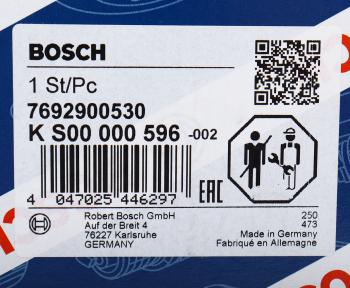 BOSCH
1 St/Pc
7692900530
K S00 000 596 -002
4 047025 446297
EAC
Robert Bosch GmbH
Auf der Breit 4
76227 Karlsruhe
GERMANY
250
473
Made in Germany
Fabriqué en Allemagne